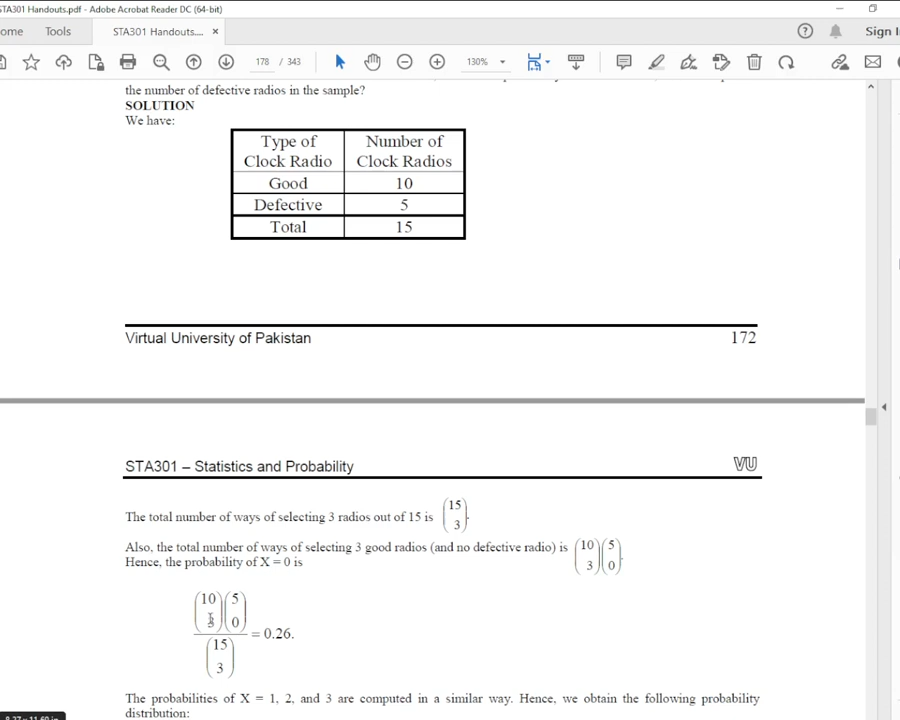 STA301 Handouts.pdf - Adobe Acrobat Reader DC (64-bit)
ome Tools STA301 Handouts.... × Sign I
178 / 343 130%
the number of defective radios in the sample?
SOLUTION
We have:
Type of Clock Radio Number of Clock Radios
Good 10
Defective 5
Total 15
Virtual University of Pakistan 172
STA301 – Statistics and Probability VU
The total number of ways of selecting 3 radios out of 15 is (15 3).
Also, the total number of ways of selecting 3 good radios (and no defective radio) is (10 3)(5 0).
Hence, the probability of X = 0 is
(10 3)(5 0)
(15 3)
= 0.26.
The probabilities of X = 1, 2, and 3 are computed in a similar way. Hence, we obtain the following probability
distribution: